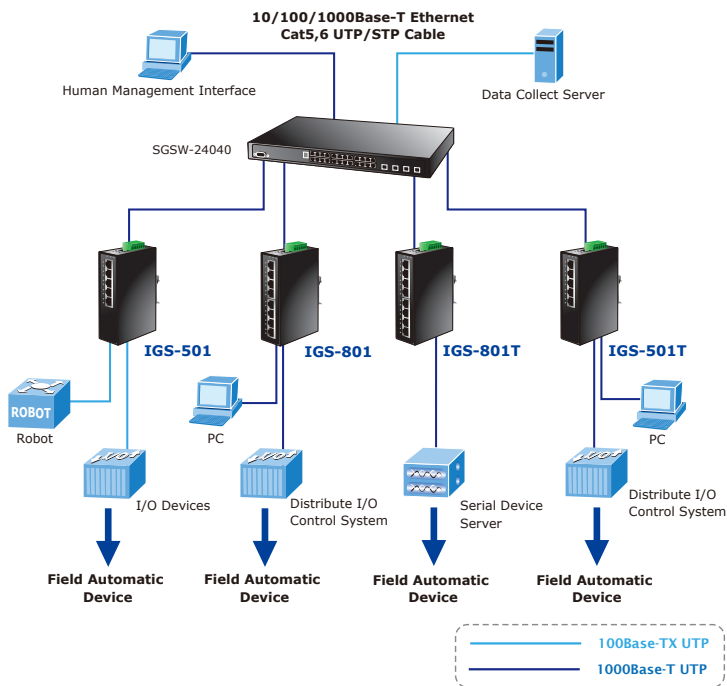 10/100/1000Base-T Ethernet
Cat5,6 UTP/STP Cable
Human Management Interface
Data Collect Server
SGSW-24040
IGS-501
IGS-801
IGS-801T
IGS-501T
ROBOT
Robot
PC
PC
I/O
I/O Devices
I/O
Distribute I/O
Control System
Serial Device
Server
I/O
Distribute I/O
Control System
Field Automatic
Device
Field Automatic
Device
Field Automatic
Device
Field Automatic
Device
100Base-TX UTP
1000Base-T UTP